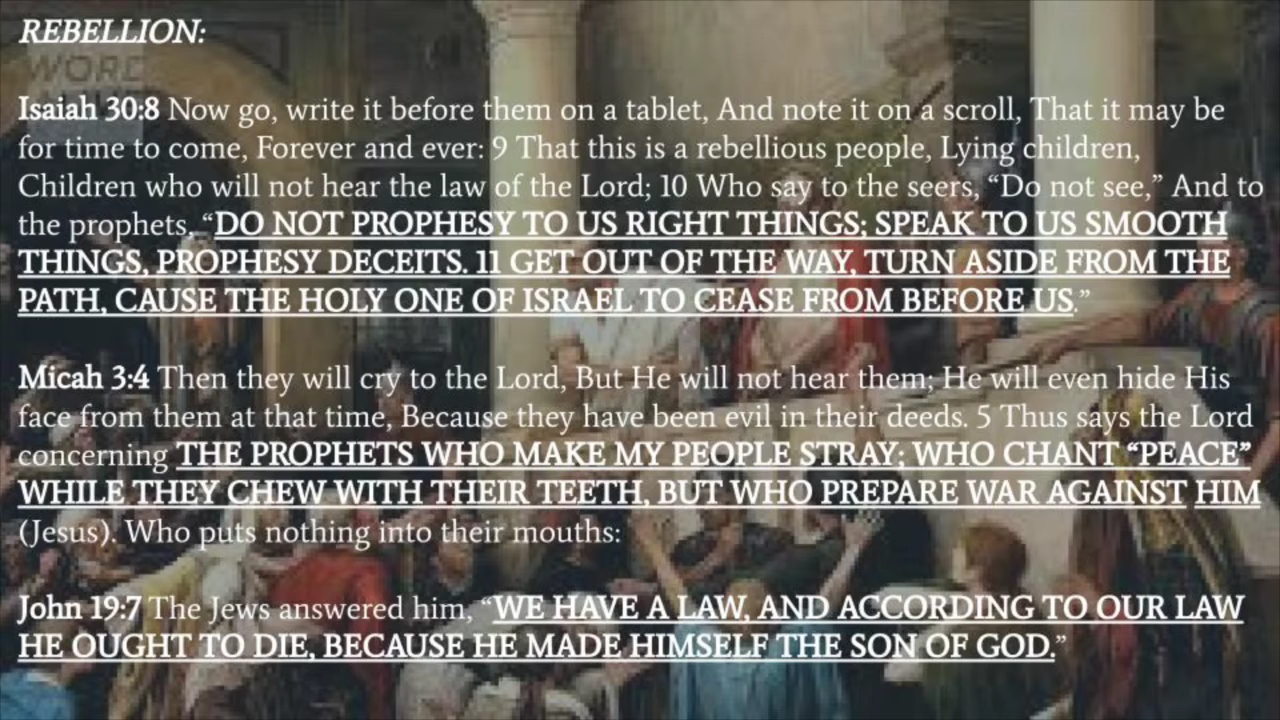 REBELLION:
WORD
Isaiah 30:8 Now go, write it before them on a tablet, And note it on a scroll, That it may be
for time to come, Forever and ever: 9 That this is a rebellious people, Lying children,
Children who will not hear the law of the Lord; 10 Who say to the seers, “Do not see,” And to
the prophets, “DO NOT PROPHESY TO US RIGHT THINGS; SPEAK TO US SMOOTH
THINGS, PROPHESY DECEITS. 11 GET OUT OF THE WAY, TURN ASIDE FROM THE
PATH, CAUSE THE HOLY ONE OF ISRAEL TO CEASE FROM BEFORE US.”
Micah 3:4 Then they will cry to the Lord, But He will not hear them; He will even hide His
face from them at that time, Because they have been evil in their deeds. 5 Thus says the Lord
concerning THE PROPHETS WHO MAKE MY PEOPLE STRAY; WHO CHANT “PEACE”
WHILE THEY CHEW WITH THEIR TEETH, BUT WHO PREPARE WAR AGAINST HIM
(Jesus). Who puts nothing into their mouths:
John 19:7 The Jews answered him, “WE HAVE A LAW, AND ACCORDING TO OUR LAW
HE OUGHT TO DIE, BECAUSE HE MADE HIMSELF THE SON OF GOD.”